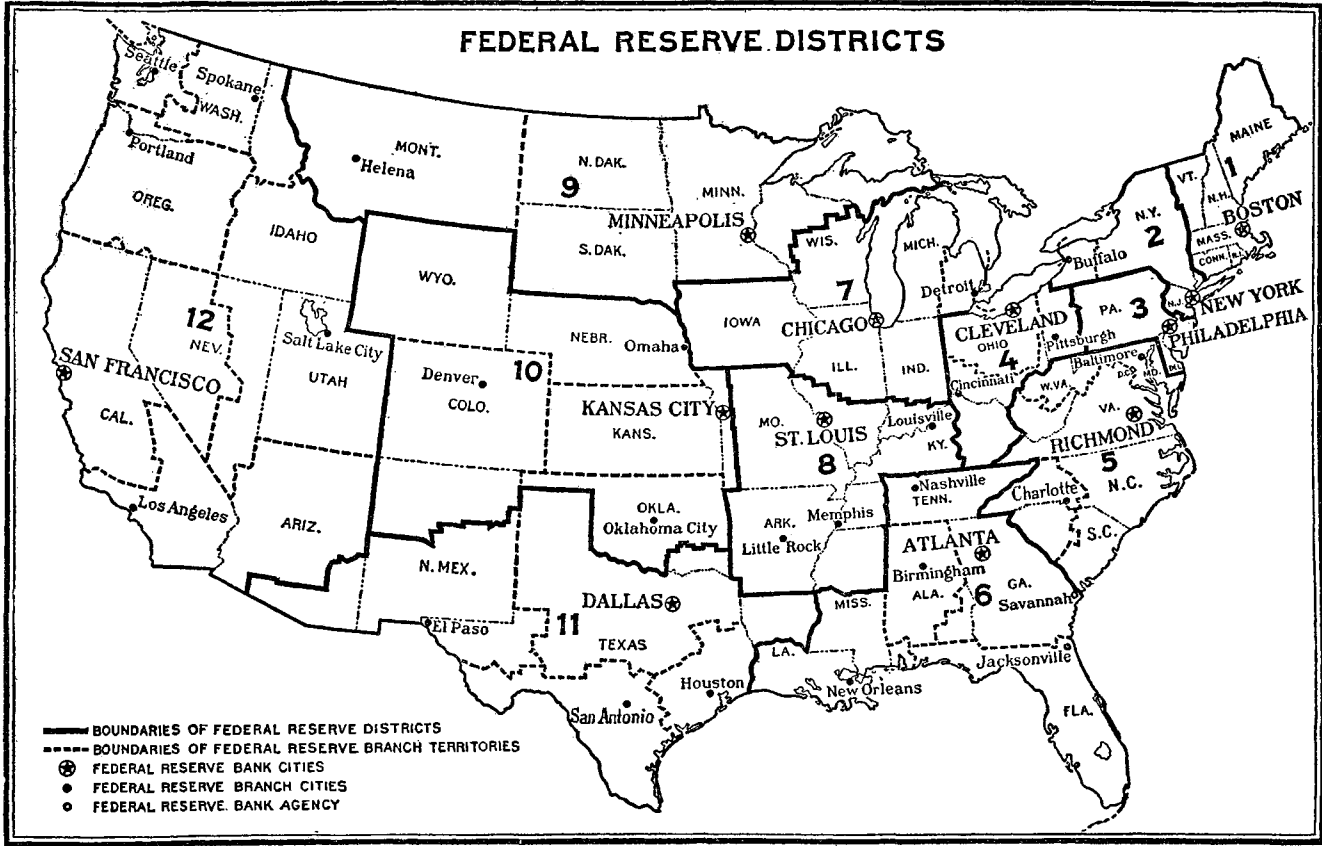 FEDERAL RESERVE DISTRICTS
Seattle
Spokane
WASH.
Portland
OREG.
MONT.
Helena
IDAHO
WYO.
N. DAK.
9
S. DAK.
MINN.
MINNEAPOLIS
WIS.
MICH.
7
Detroit
IOWA
CHICAGO
ILL.
IND.
MAINE
VT.
1
N.H.
BOSTON
MASS.
CONN.
R.I.
N.Y.
2
Buffalo
N.J.
NEW YORK
PA.
3
PHILADELPHIA
CLEVELAND
OHIO
4
Pittsburgh
Cincinnati
Baltimore
W.VA.
D.C.
MD.
DEL.
VA.
RICHMOND
5
N.C.
Charlotte
S.C.
12
NEV.
SAN FRANCISCO
CAL.
Los Angeles
Salt Lake City
UTAH
ARIZ.
NEBR.
Omaha
10
Denver
COLO.
KANSAS CITY
KANS.
MO.
ST. LOUIS
8
Louisville
KY.
Nashville
TENN.
Memphis
ARK.
Little Rock
OKLA.
Oklahoma City
N. MEX.
El Paso
DALLAS
11
TEXAS
Houston
San Antonio
LA.
New Orleans
MISS.
ATLANTA
Birmingham
ALA.
6
GA.
Savannah
Jacksonville
FLA.
BOUNDARIES OF FEDERAL RESERVE DISTRICTS
BOUNDARIES OF FEDERAL RESERVE BRANCH TERRITORIES
FEDERAL RESERVE BANK CITIES
FEDERAL RESERVE BRANCH CITIES
FEDERAL RESERVE BANK AGENCY